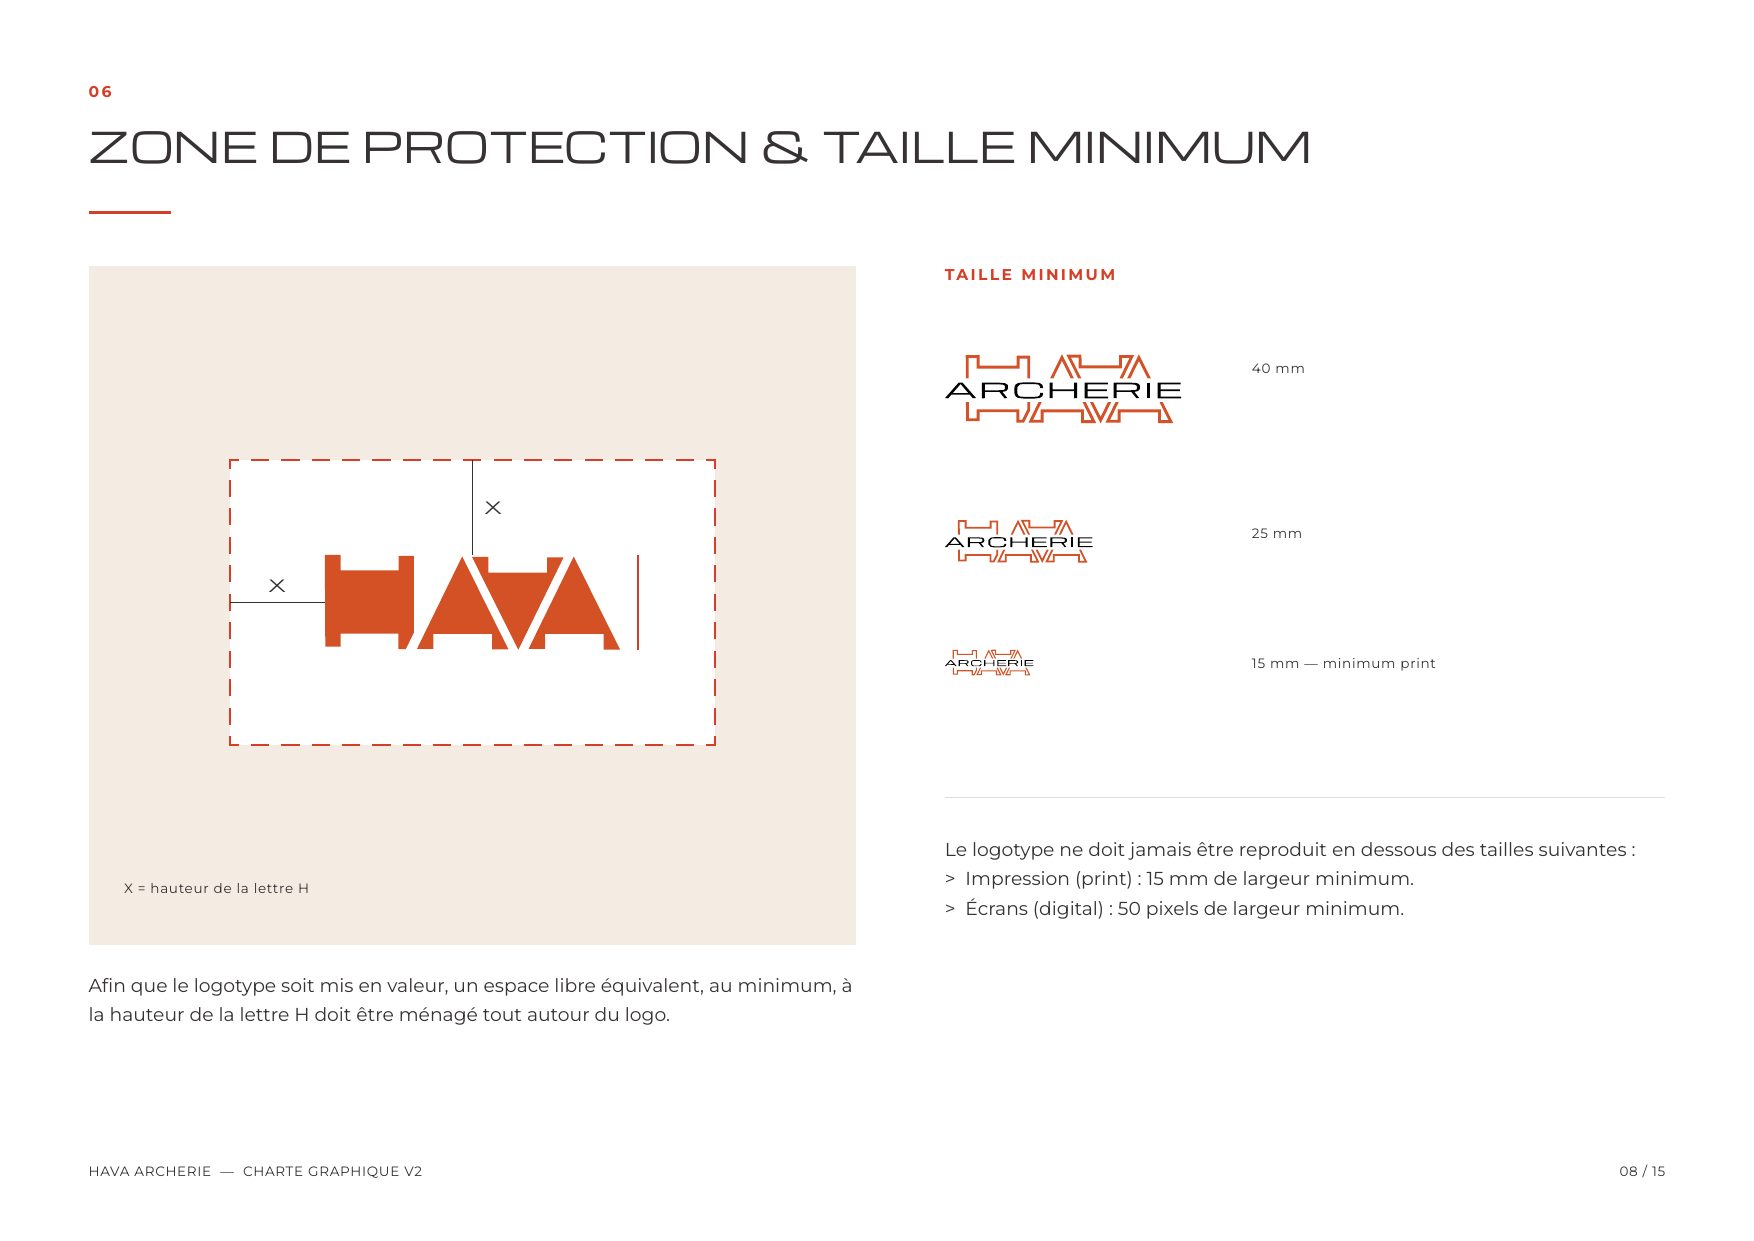 06
ZONE DE PROTECTION & TAILLE MINIMUM
X
X
HAVA
X = hauteur de la lettre H
Afin que le logotype soit mis en valeur, un espace libre équivalent, au minimum, à
la hauteur de la lettre H doit être ménagé tout autour du logo.
TAILLE MINIMUM
HAVA
ARCHERIE
40 mm
HAVA
ARCHERIE
25 mm
HAVA
ARCHERIE
15 mm — minimum print
Le logotype ne doit jamais être reproduit en dessous des tailles suivantes :
> Impression (print) : 15 mm de largeur minimum.
> Écrans (digital) : 50 pixels de largeur minimum.
HAVA ARCHERIE — CHARTE GRAPHIQUE V2
08 / 15